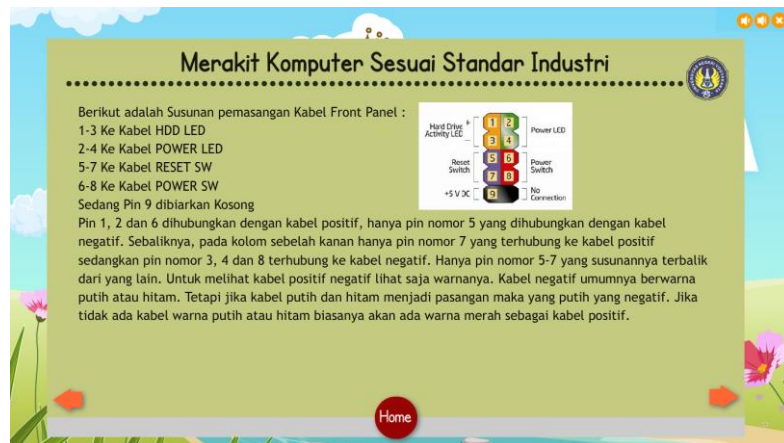 Merakit Komputer Sesuai Standar Industri
Berikut adalah Susunan pemasangan Kabel Front Panel :
1-3 Ke Kabel HDD LED
2-4 Ke Kabel POWER LED
5-7 Ke Kabel RESET SW
6-8 Ke Kabel POWER SW
Sedang Pin 9 dibiarkan Kosong
Hard Drive +
Activity LED −
1 2
3 4
Power LED
Reset
Switch
5 6
7 8
Power
Switch
+5 V DC
9
No
Connection
Pin 1, 2 dan 6 dihubungkan dengan kabel positif, hanya pin nomor 5 yang dihubungkan dengan kabel
negatif. Sebaliknya, pada kolom sebelah kanan hanya pin nomor 7 yang terhubung ke kabel positif
sedangkan pin nomor 3, 4 dan 8 terhubung ke kabel negatif. Hanya pin nomor 5-7 yang susunannya terbalik
dari yang lain. Untuk melihat kabel positif negatif lihat saja warnanya. Kabel negatif umumnya berwarna
putih atau hitam. Tetapi jika kabel putih dan hitam menjadi pasangan maka yang putih yang negatif. Jika
tidak ada kabel warna putih atau hitam biasanya akan ada warna merah sebagai kabel positif.
Home